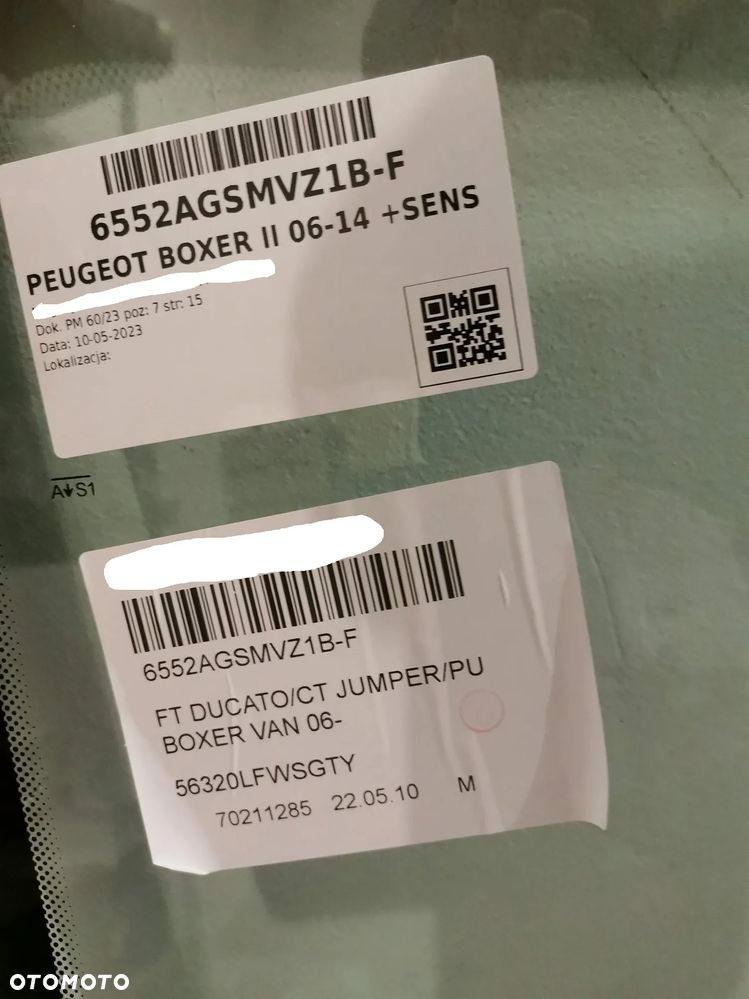 6552AGSMVZ1B-F
PEUGEOT BOXER II 06-14 +SENS
Dok. PM 60/23 poz: 7 str: 15
Data: 10-05-2023
Lokalizacja:
A↓S1
6552AGSMVZ1B-F
FT DUCATO/CT JUMPER/PU
BOXER VAN 06-
56320LFWSGTY
70211285 22.05.10 M
OTOMOTO